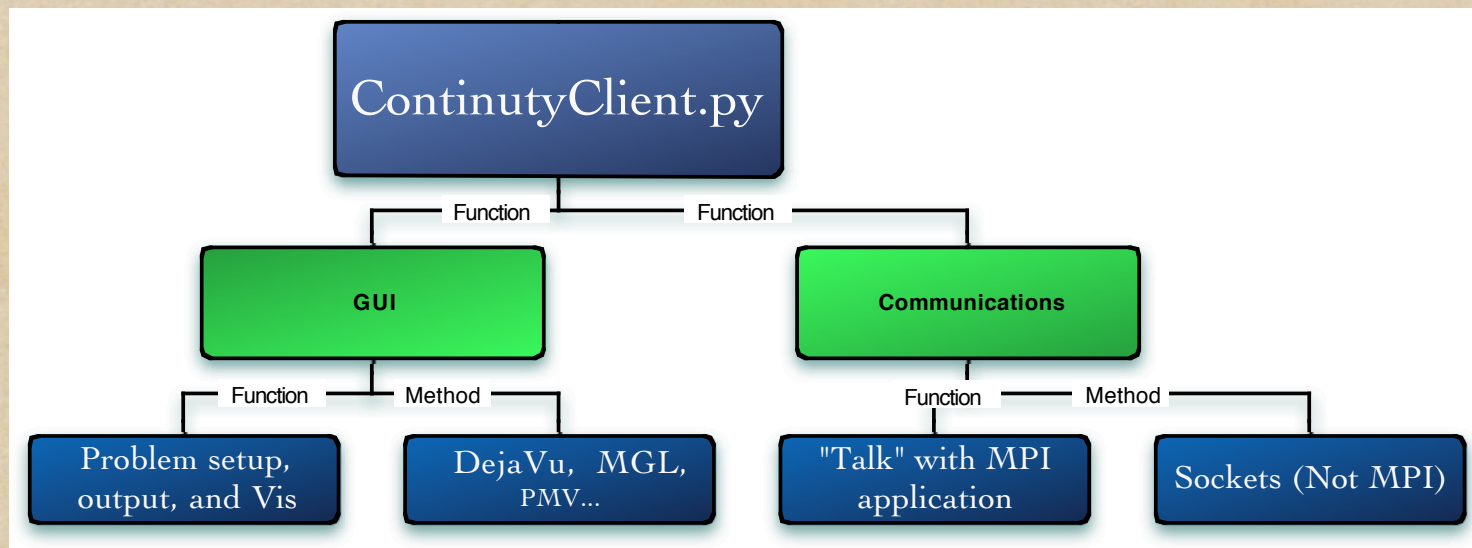 ContinutyClient.py
Function
Function
GUI
Communications
Function
Method
Function
Method
Problem setup,
output, and Vis
DejaVu, MGL,
PMV...
"Talk" with MPI
application
Sockets (Not MPI)